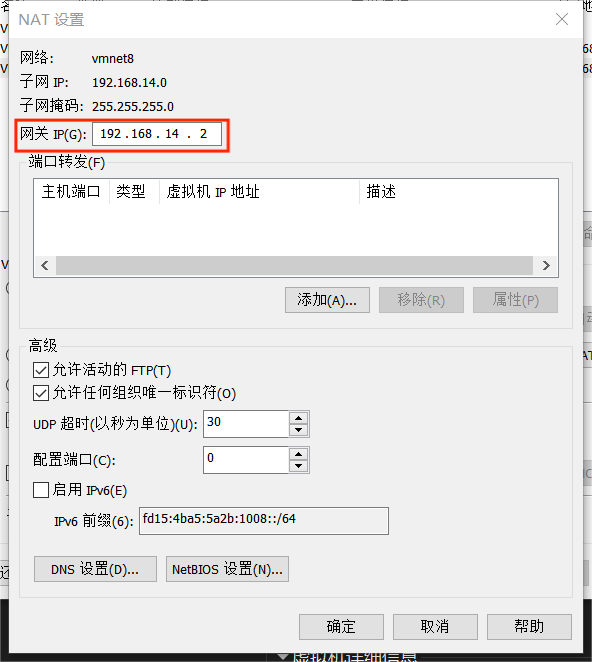 NAT 设置
网络: vmnet8
子网 IP: 192.168.14.0
子网掩码: 255.255.255.0
网关 IP(G): 192 . 168 . 14 . 2
端口转发(F)
主机端口 类型 虚拟机 IP 地址 描述
添加(A)... 移除(R) 属性(P)
高级
允许活动的 FTP(T)
允许任何组织唯一标识符(O)
UDP 超时(以秒为单位)(U): 30
配置端口(C): 0
启用 IPv6(E)
IPv6 前缀(6): fd15:4ba5:5a2b:1008::/64
DNS 设置(D)... NetBIOS 设置(N)...
确定 取消 帮助
虚拟机详细信息